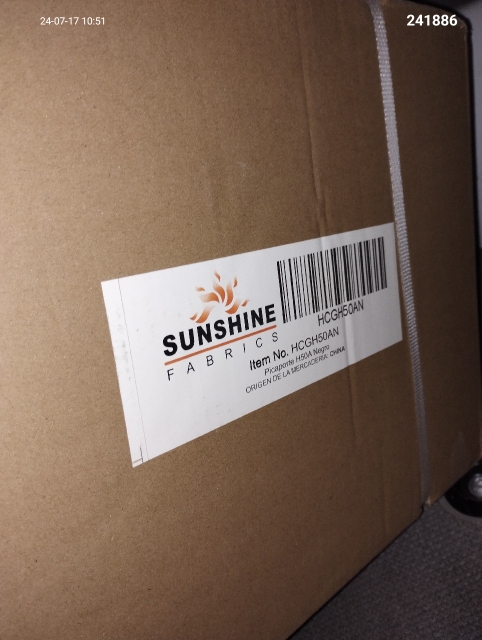 24-07-17 10:51
241886
SUNSHINE
FABRICS
HCGH50AN
Item No. HCGH50AN
Picaporte H50A Negro
ORIGEN DE LA MERCADERIA: CHINA